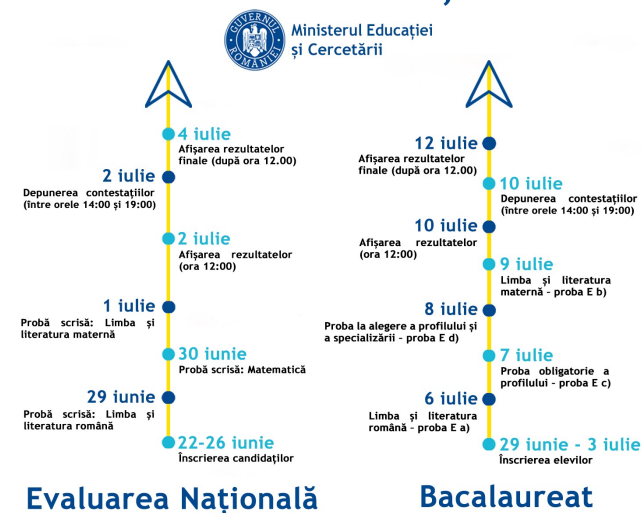 GUVERNUL
ROMÂNIEI
Ministerul Educației
și Cercetării
4 iulie
Afișarea rezultatelor
finale (după ora 12.00)
2 iulie
Depunerea contestațiilor
(între orele 14:00 și 19:00)
2 iulie
Afișarea rezultatelor
(ora 12:00)
1 iulie
Probă scrisă: Limba și
literatura maternă
30 iunie
Probă scrisă: Matematică
29 iunie
Probă scrisă: Limba și
literatura română
22-26 iunie
Înscrierea candidaților
Evaluarea Națională
12 iulie
Afișarea rezultatelor
finale (după ora 12.00)
10 iulie
Depunerea contestațiilor
(între orele 14:00 și 19:00)
10 iulie
Afișarea rezultatelor
(ora 12:00)
9 iulie
Limba și literatura
maternă – proba E b)
8 iulie
Proba la alegere a profilului și
a specializării – proba E d)
7 iulie
Proba obligatorie a
profilului – proba E c)
6 iulie
Limba și literatura
română – proba E a)
29 iunie - 3 iulie
Înscrierea elevilor
Bacalaureat